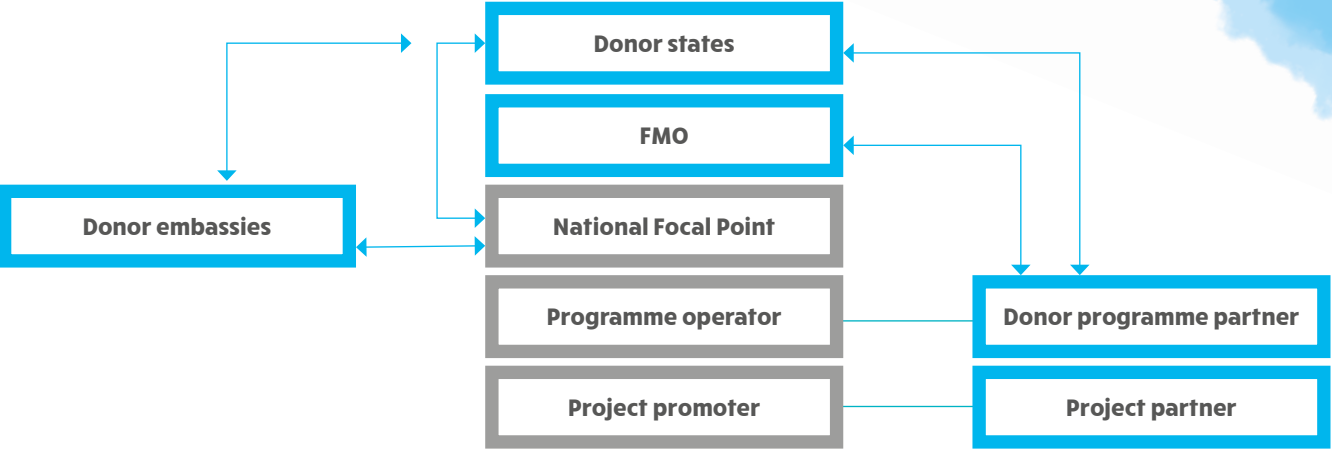 Donor states
FMO
Donor embassies
National Focal Point
Programme operator
Donor programme partner
Project promoter
Project partner